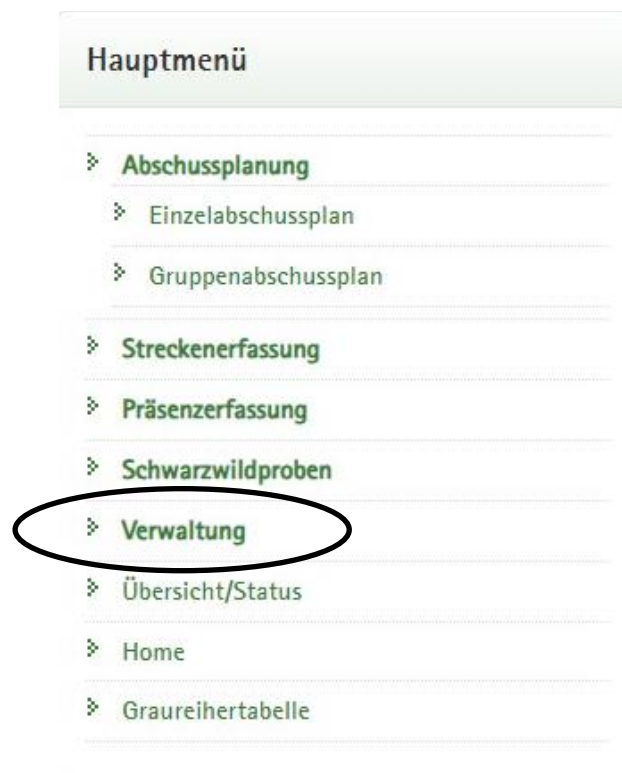 Hauptmenü
Abschussplanung
Einzelabschussplan
Gruppenabschussplan
Streckenerfassung
Präsenzerfassung
Schwarzwildproben
Verwaltung
Übersicht/Status
Home
Graureihertabelle